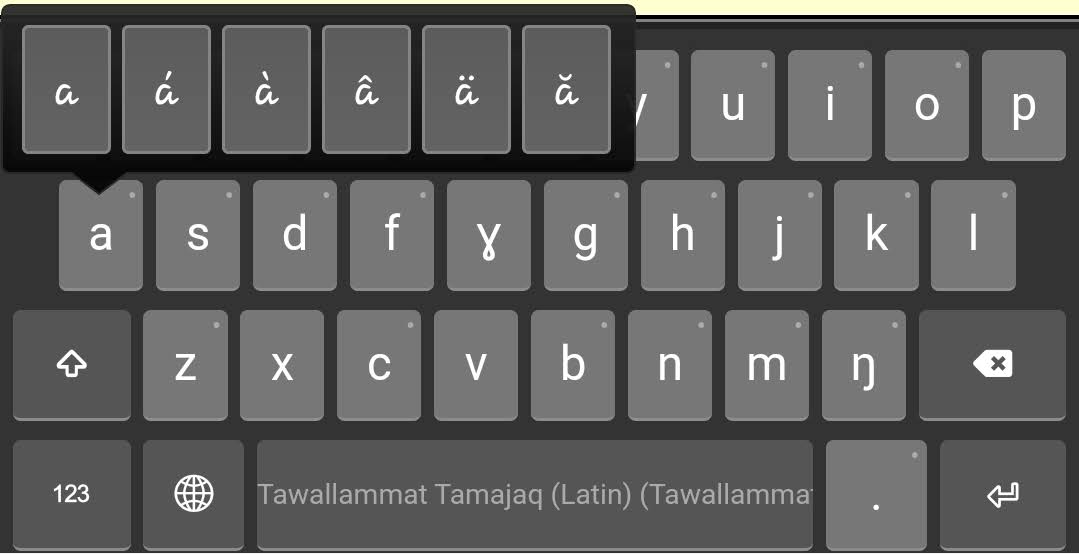 a á à â ä ă
y u i o p
a s d f ɣ g h j k l
z x c v b n m ŋ
123 Tawallammat Tamajaq (Latin) (Tawallammat .